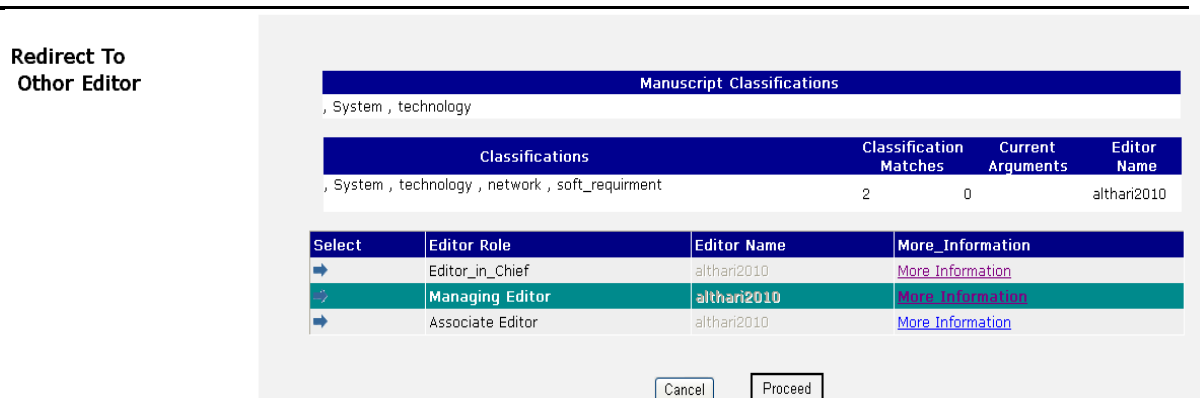 Redirect To
Othor Editor
Manuscript Classifications
, System , technology
Classifications Classification Matches Current Arguments Editor Name
, System , technology , network , soft_requirment 2 0 althari2010
Select Editor Role Editor Name More_Information
Editor_in_Chief althari2010 More Information
Managing Editor althari2010 More Information
Associate Editor althari2010 More Information
Cancel Proceed